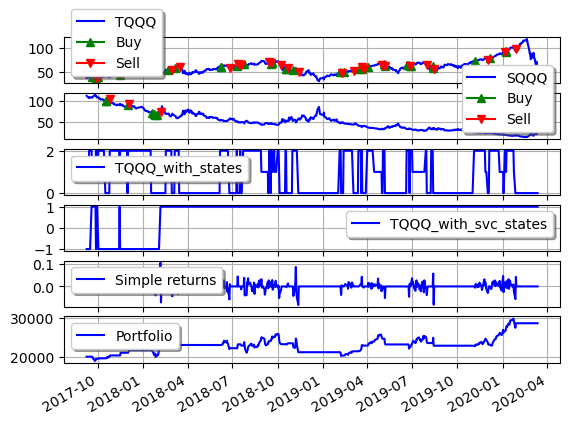 TQQQ
Buy
Sell
100
50
SQQQ
Buy
Sell
100
50
2
0
TQQQ_with_states
1
0
−1
TQQQ_with_svc_states
0.1
0.0
Simple returns
30000
20000
Portfolio
2017-10
2018-01
2018-04
2018-07
2018-10
2019-01
2019-04
2019-07
2019-10
2020-01
2020-04